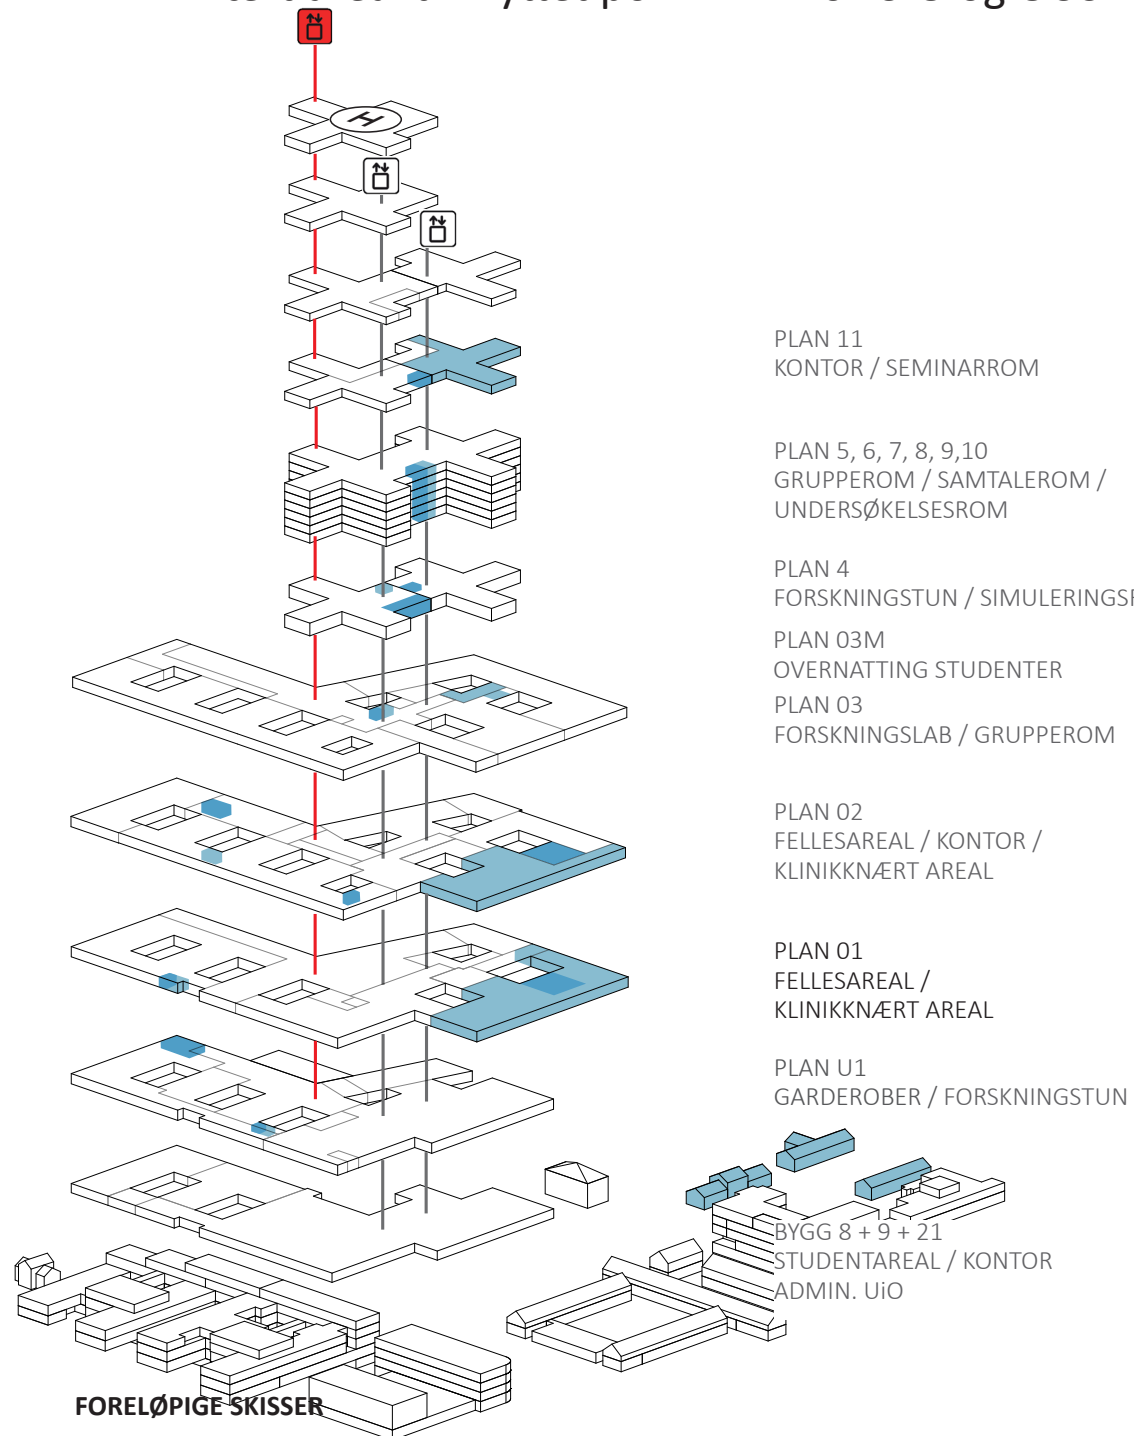 H
PLAN 11
KONTOR / SEMINARROM
PLAN 5, 6, 7, 8, 9,10
GRUPPEROM / SAMTALEROM /
UNDERSØKELSESROM
PLAN 4
FORSKNINGSTUN /
PLAN 03M
OVERNATTING STUDENTER
PLAN 03
FORSKNINGSLAB / GRUPPEROM
PLAN 02
FELLESAREAL / KONTOR /
KLINIKKNÆRT AREAL
PLAN 01
FELLESAREAL /
KLINIKKNÆRT AREAL
PLAN U1
GARDEROBER / FORSKNINGSTUN
BYGG 8 + 9 + 21
STUDENTAREAL / KONTOR
ADMIN. UiO
FORELØPIGE SKISSER